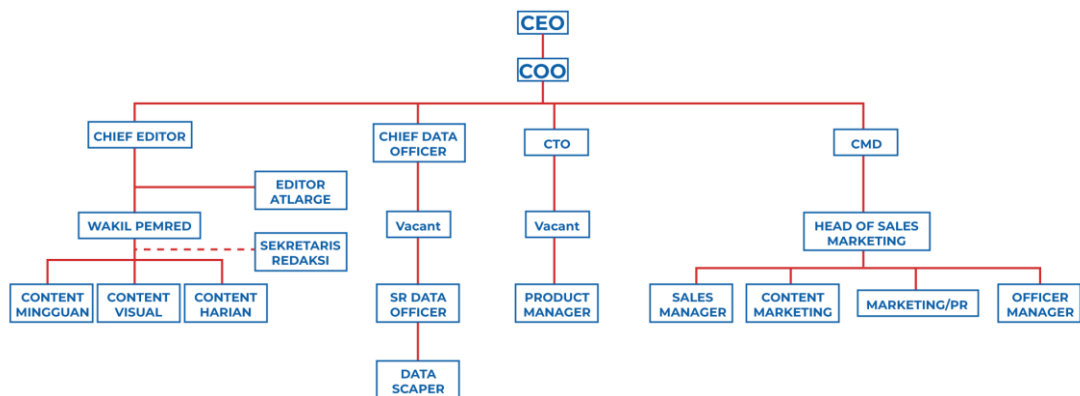 CEO
COO
CHIEF EDITOR
CHIEF DATA
OFFICER
CTO
CMD
EDITOR
ATLARGE
WAKIL PEMRED
Vacant
Vacant
HEAD OF SALES
MARKETING
SEKRETARIS
REDAKSI
CONTENT
MINGGUAN
CONTENT
VISUAL
CONTENT
HARIAN
SR DATA
OFFICER
PRODUCT
MANAGER
SALES
MANAGER
CONTENT
MARKETING
MARKETING/PR
OFFICER
MANAGER
DATA
SCAPER